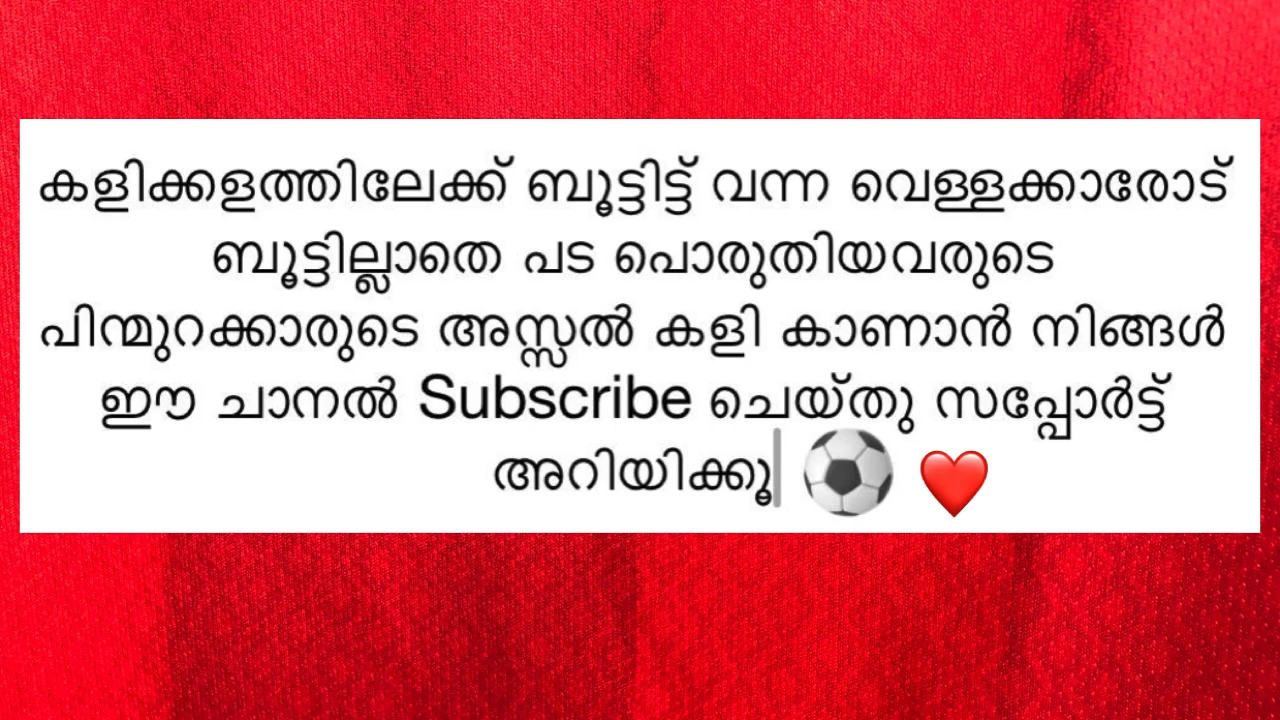 കളിക്കളത്തിലേക്ക് ബൂട്ടിട്ട് വന്ന വെള്ളക്കാരോട്
ബൂട്ടില്ലാതെ പട പൊരുതിയവരുടെ
പിന്മുറക്കാരുടെ അസ്സൽ കളി കാണാൻ നിങ്ങൾ
ഈ ചാനൽ Subscribe ചെയ്തു സപ്പോർട്ട്
അറിയിക്കൂ ⚽ ❤️